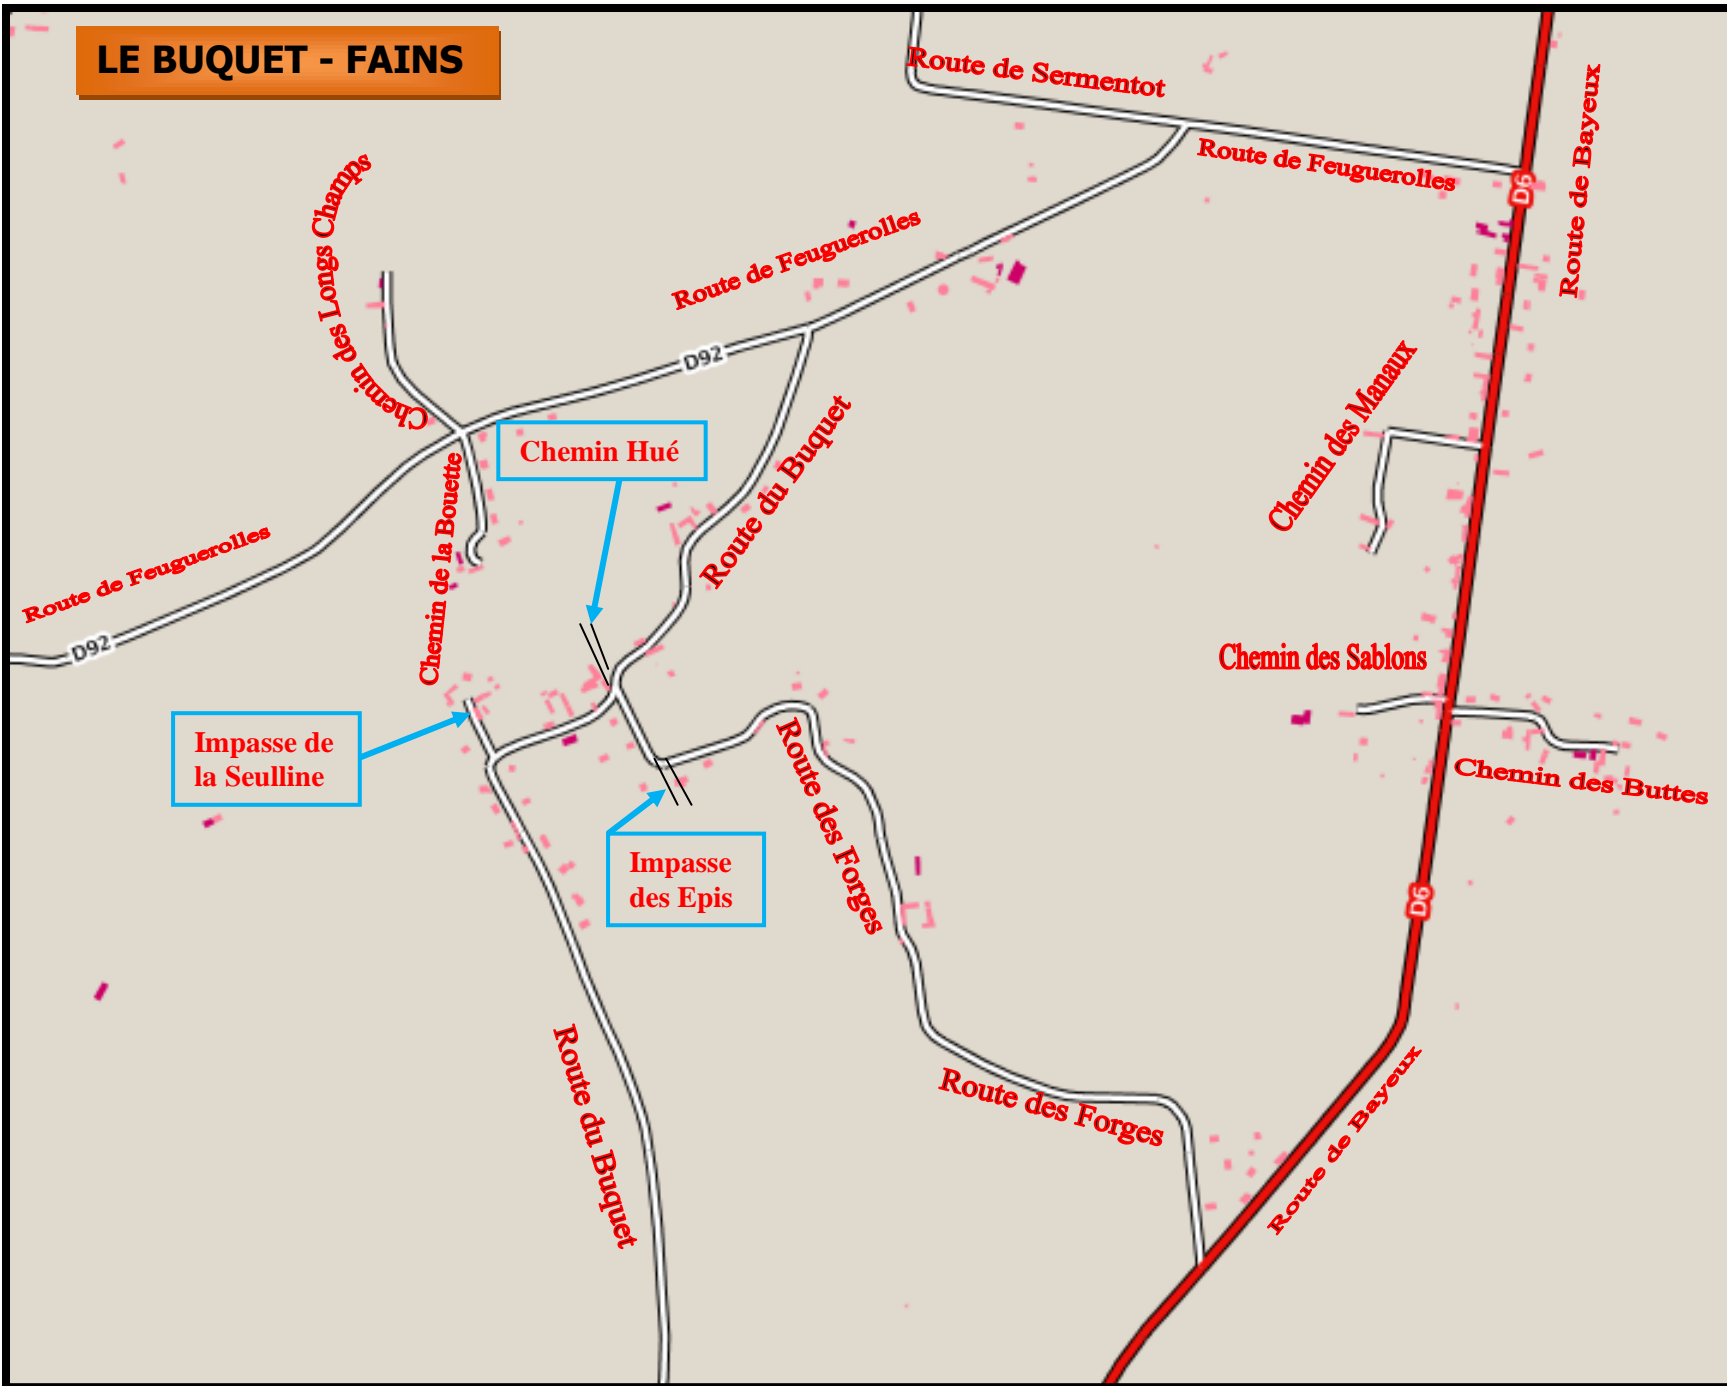 LE BUQUET - FAINS
Route de Sermentot
Route de Bayeux
Route de Feuguerolles
D6
Chemin des Longs Champs
Route de Feuguerolles
D92
Chemin des Manaux
Route du Buquet
Chemin Hué
Chemin de la Bouette
Route de Feuguerolles
D92
Chemin des Sablons
Impasse de
la Seulline
Route des Forges
Chemin des Buttes
Impasse
des Epis
D6
Route du Buquet
Route des Forges
Route de Bayeux